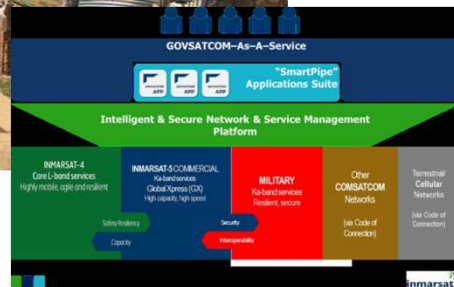 GOVSATCOM–As–A–Service
"SmartPipe"
Applications Suite
APP
APP
APP
Intelligent & Secure Network & Service Management
Platform
INMARSAT-4
Core L-band services
Highly mobile, agile and resilient
INMARSAT-5 COMMERCIAL
Ka-band services
Global Xpress (GX)
High capacity, high speed
MILITARY
Ka-band services
Resilient, secure
Other
COMSATCOM
Networks
(via Code of
Connection)
Terrestrial
Cellular
Networks
(via Code of
Connection)
Safety Resiliency
Capacity
Security
Interoperability
inmarsat